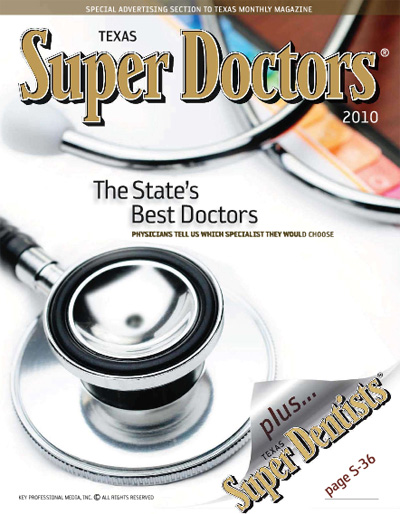 SPECIAL ADVERTISING SECTION TO TEXAS MONTHLY MAGAZINE
TEXAS
Super Doctors®
2010
The State's
Best Doctors
PHYSICIANS TELL US WHICH SPECIALIST THEY WOULD CHOOSE
plus...
TEXAS
Super Dentists®
page S-36
KEY PROFESSIONAL MEDIA, INC. © ALL RIGHTS RESERVED